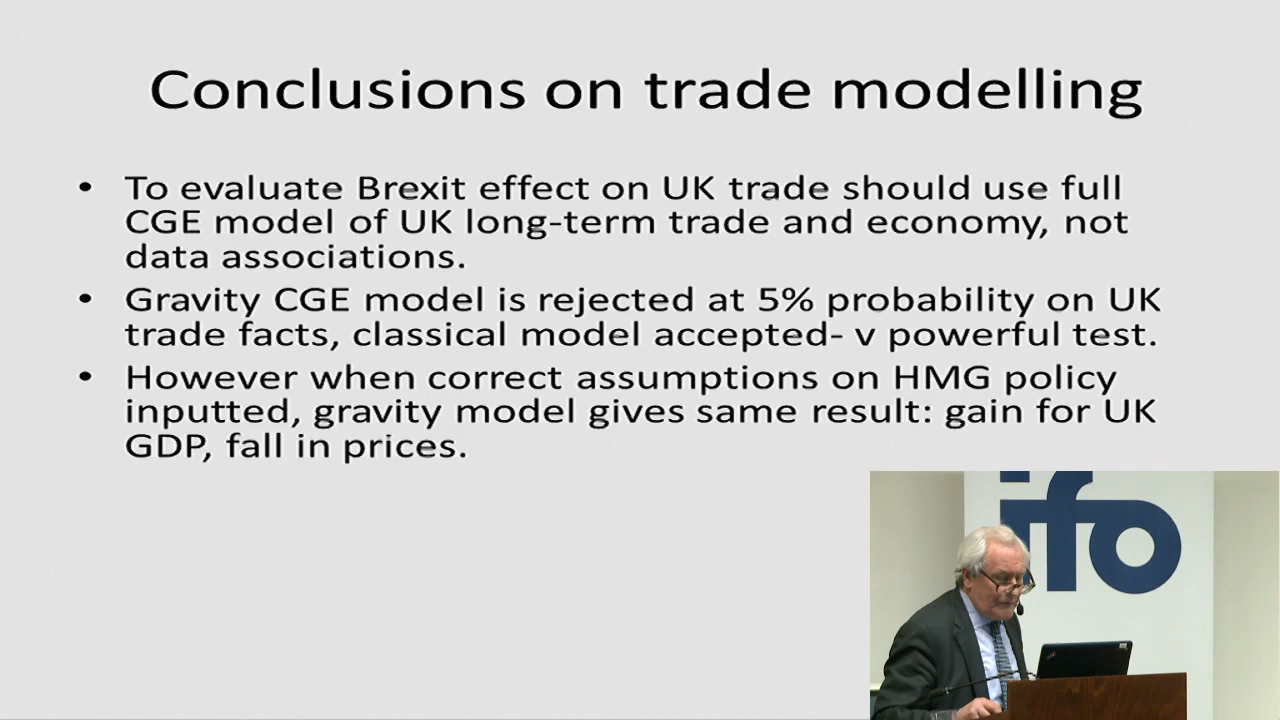 Conclusions on trade modelling
• To evaluate Brexit effect on UK trade should use full
CGE model of UK long-term trade and economy, not
data associations.
• Gravity CGE model is rejected at 5% probability on UK
trade facts, classical model accepted- v powerful test.
• However when correct assumptions on HMG policy
inputted, gravity model gives same result: gain for UK
GDP, fall in prices.
ifo